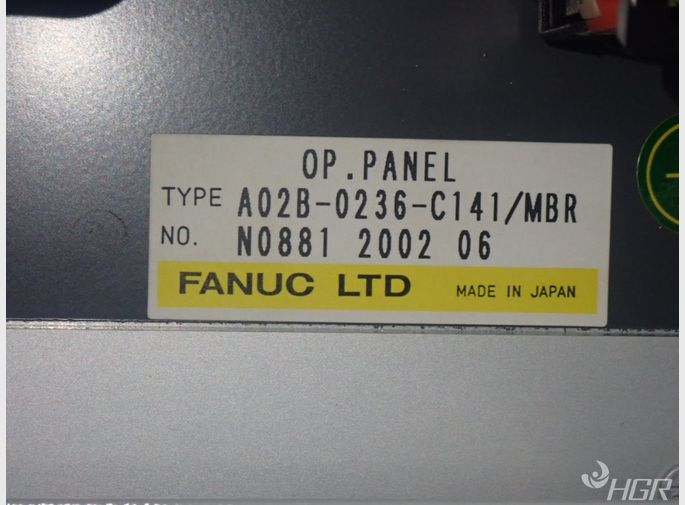 OP.PANEL
TYPE A02B-0236-C141/MBR
NO. N0881 2002 06
FANUC LTD MADE IN JAPAN
HGR